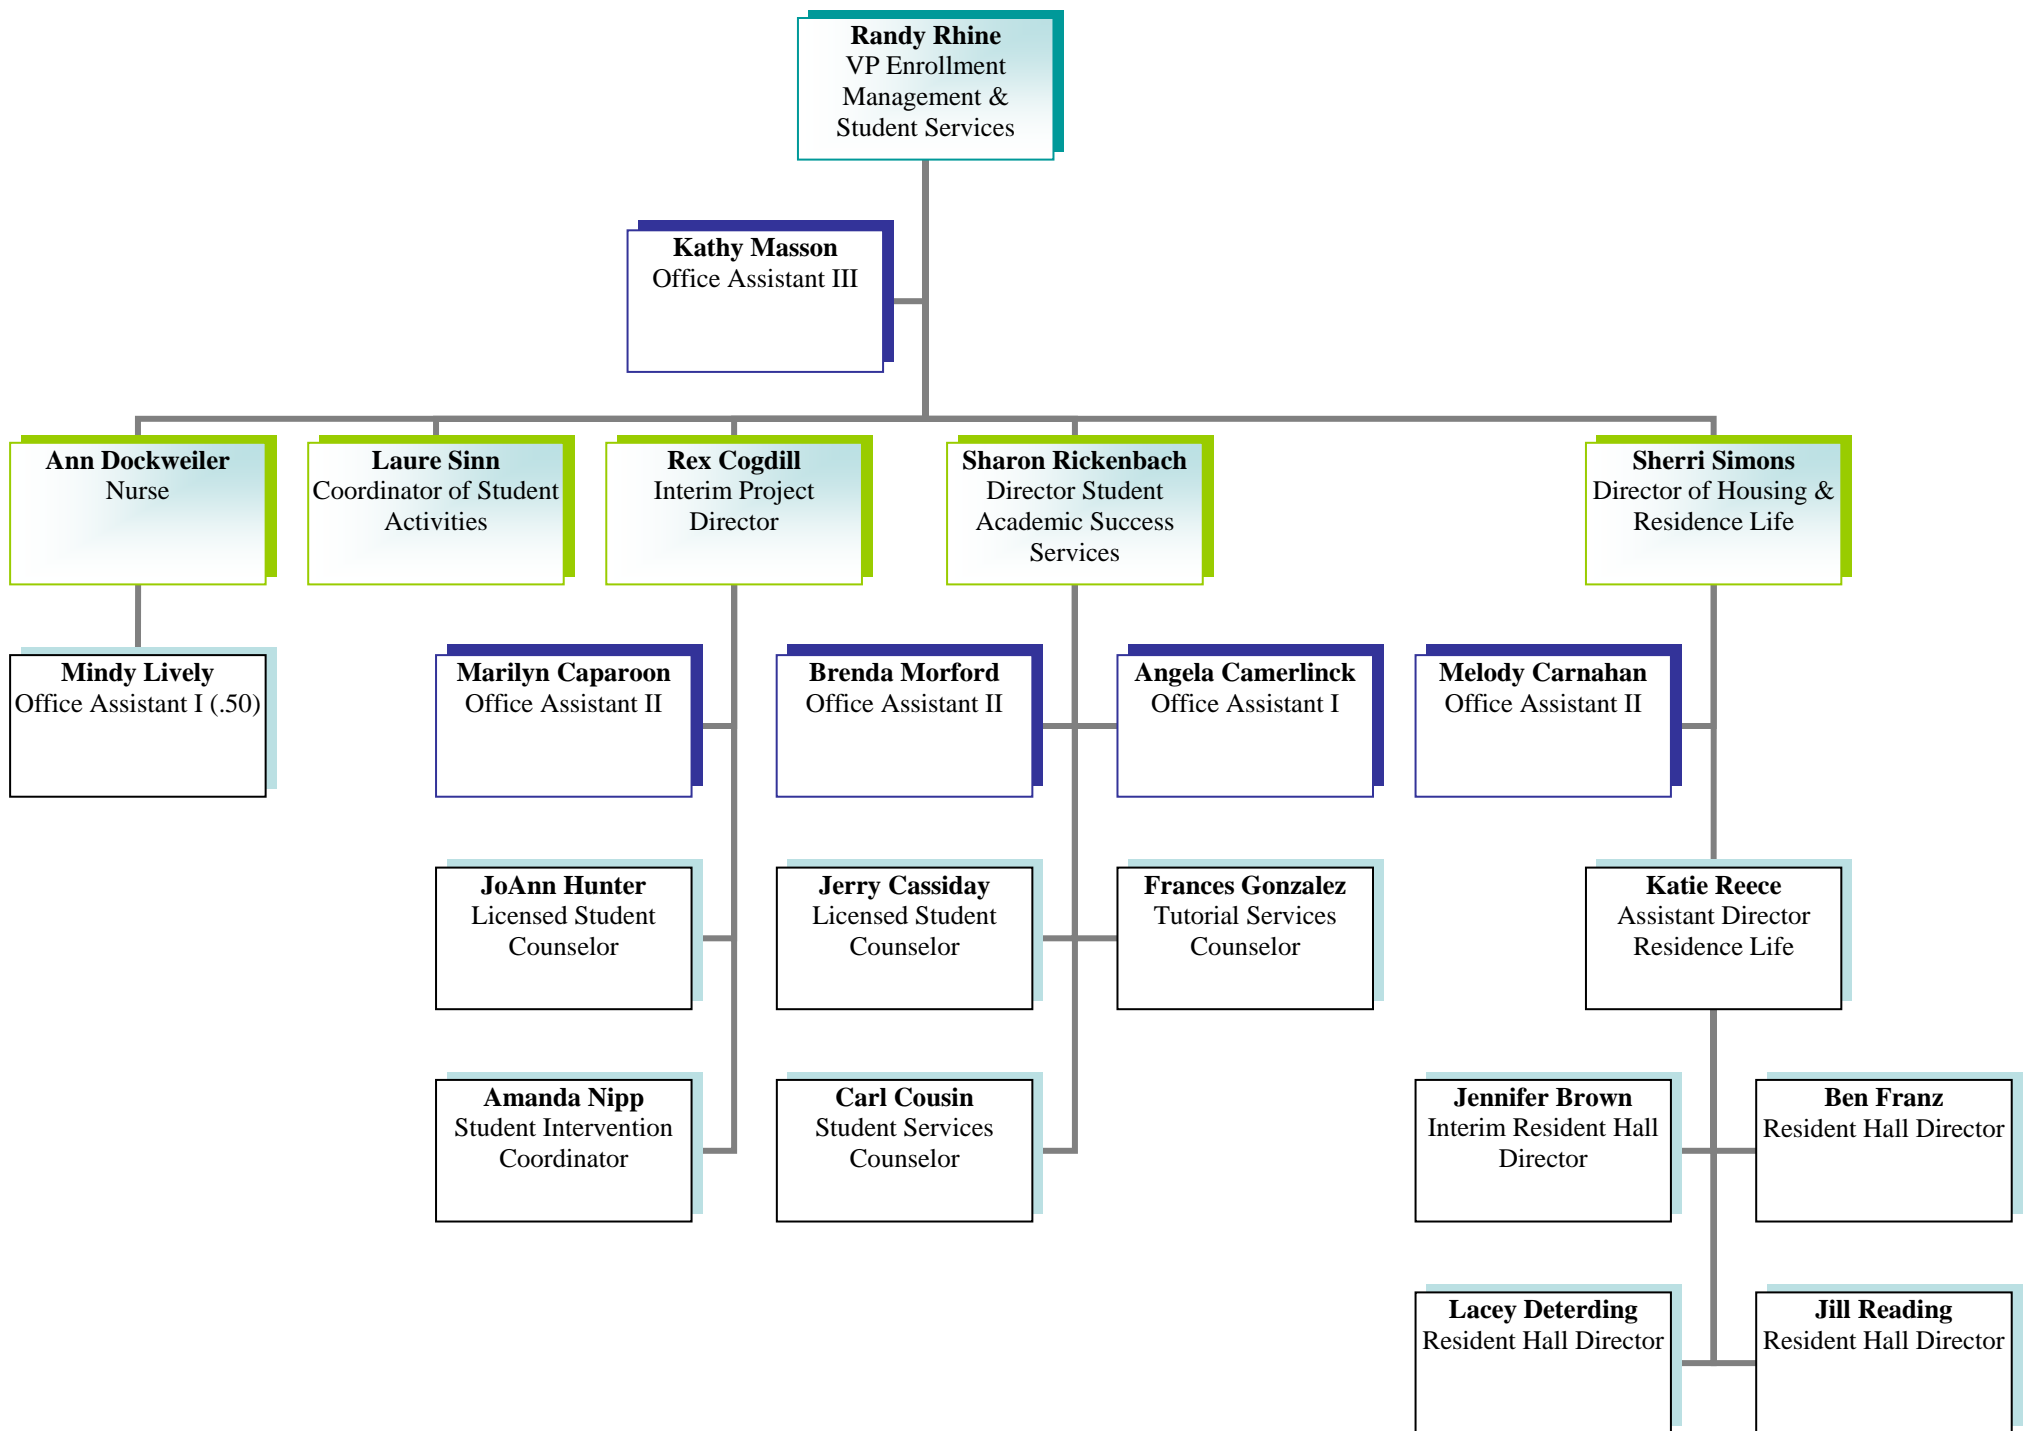 Randy Rhine
VP Enrollment
Management &
Student Services
Kathy Masson
Office Assistant III
Ann Dockweiler
Nurse
Laure Sinn
Coordinator of Student
Activities
Rex Cogdill
Interim Project
Director
Sharon Rickenbach
Director Student
Academic Success
Services
Sherri Simons
Director of Housing &
Residence Life
Mindy Lively
Office Assistant I (.50)
Marilyn Caparoon
Office Assistant II
Brenda Morford
Office Assistant II
Angela Camerlinck
Office Assistant I
Melody Carnahan
Office Assistant II
JoAnn Hunter
Licensed Student
Counselor
Jerry Cassiday
Licensed Student
Counselor
Frances Gonzalez
Tutorial Services
Counselor
Katie Reece
Assistant Director
Residence Life
Amanda Nipp
Student Intervention
Coordinator
Carl Cousin
Student Services
Counselor
Jennifer Brown
Interim Resident Hall
Director
Ben Franz
Resident Hall Director
Lacey Deterding
Resident Hall Director
Jill Reading
Resident Hall Director